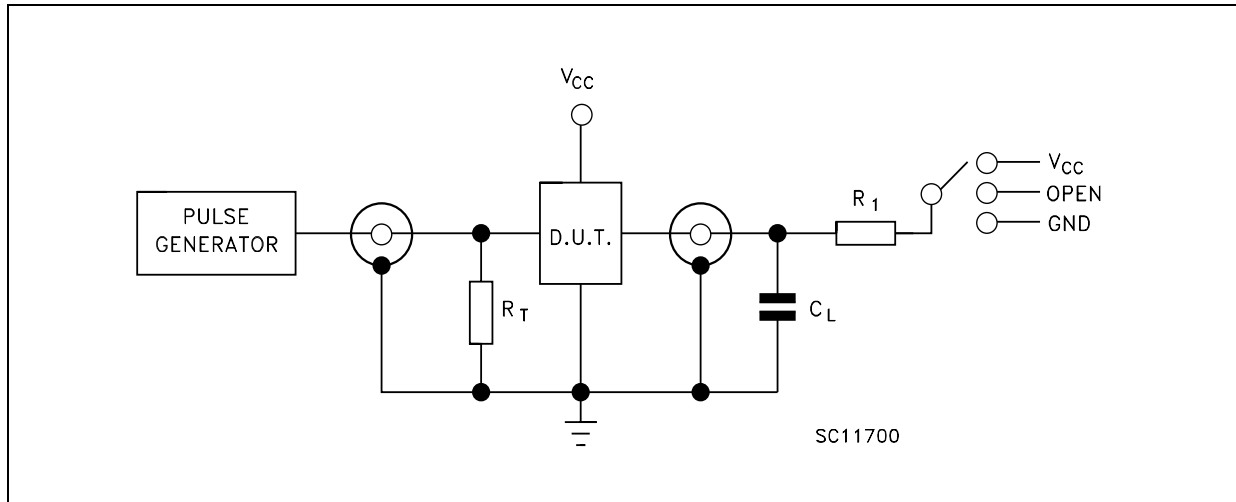 VCC
PULSE
GENERATOR
D.U.T.
R1
VCC
OPEN
GND
RT
CL
SC11700